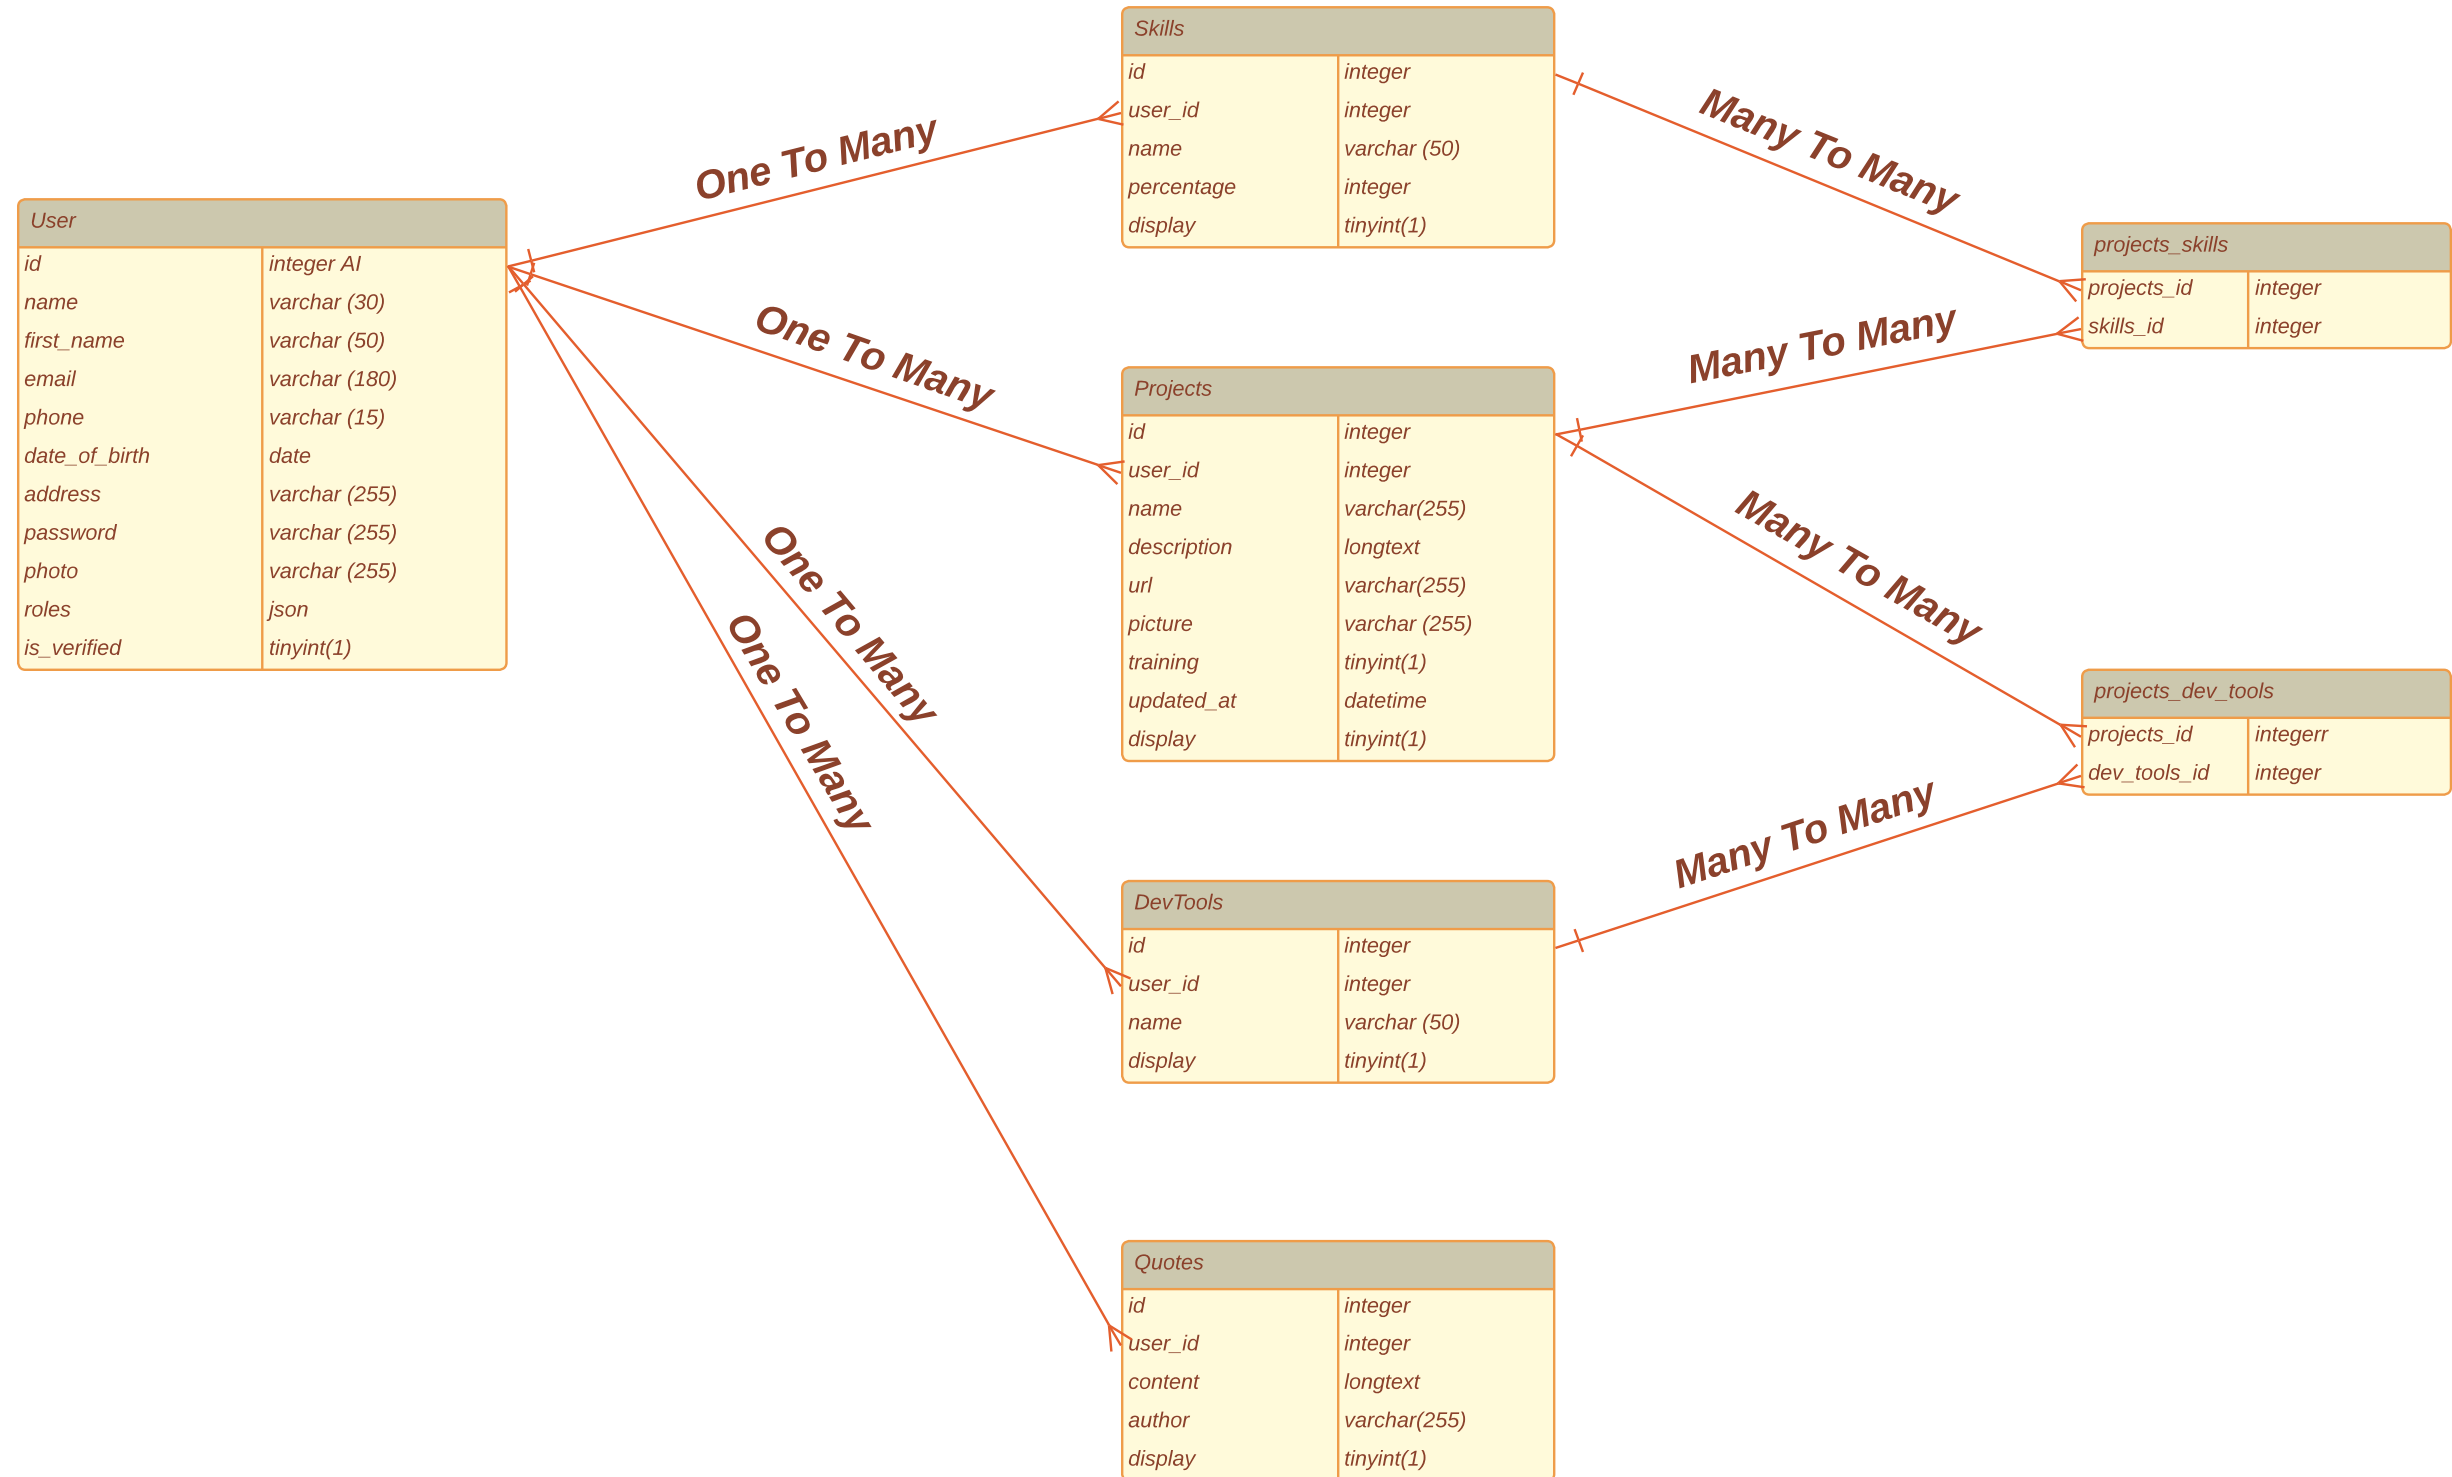 User
id integer AI
name varchar (30)
first_name varchar (50)
email varchar (180)
phone varchar (15)
date_of_birth date
address varchar (255)
password varchar (255)
photo varchar (255)
roles json
is_verified tinyint(1)
One To Many
One To Many
One To Many
One To Many
Skills
id integer
user_id integer
name varchar (50)
percentage integer
display tinyint(1)
Projects
id integer
user_id integer
name varchar(255)
description longtext
url varchar(255)
picture varchar (255)
training tinyint(1)
updated_at datetime
display tinyint(1)
DevTools
id integer
user_id integer
name varchar (50)
display tinyint(1)
Quotes
id integer
user_id integer
content longtext
author varchar(255)
display tinyint(1)
Many To Many
Many To Many
Many To Many
Many To Many
projects_skills
projects_id integer
skills_id integer
projects_dev_tools
projects_id integerr
dev_tools_id integer